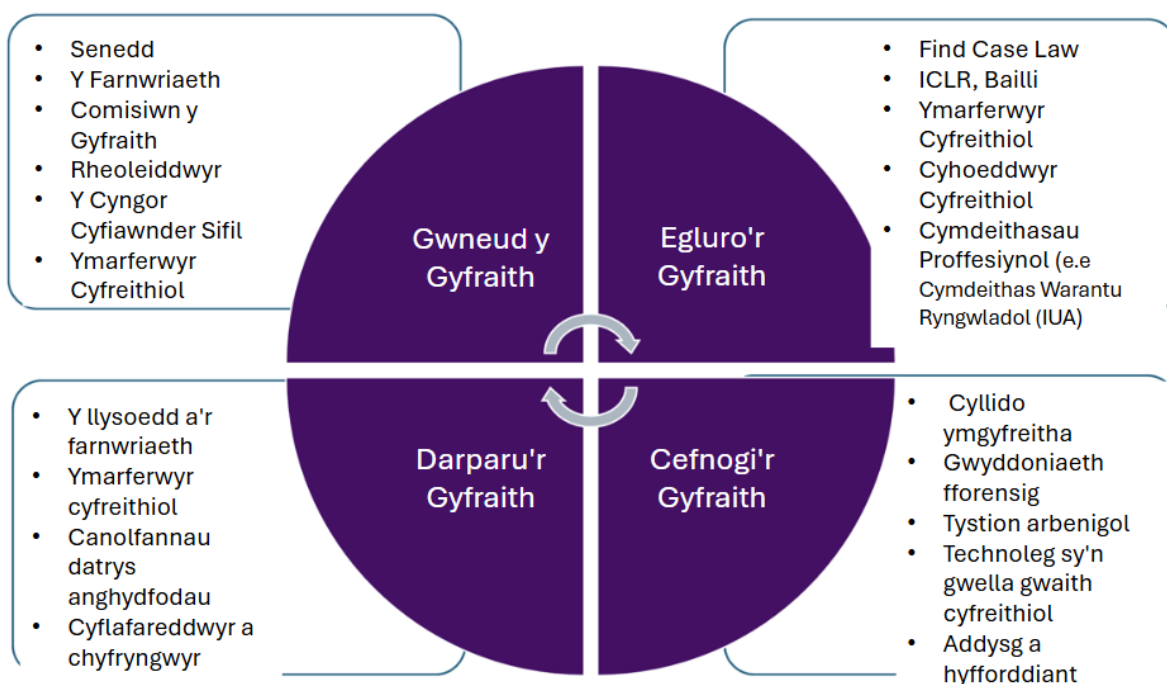 • Senedd
• Y Farnwriaeth
• Comisiwn y
Gyfraith
• Rheoleiddwyr
• Y Cyngor
Cyfiawnder Sifil
• Ymarferwyr
Cyfreithiol
Gwneud y
Gyfraith
Egluro'r
Gyfraith
• Find Case Law
• ICLR, Bailli
• Ymarferwyr
Cyfreithiol
• Cyhoeddwyr
Cyfreithiol
• Cymdeithasau
Proffesiynol (e.e
Cymdeithas Warantu
Ryngwladol (IUA)
• Y llysoedd a'r
farnwriaeth
• Ymarferwyr
cyfreithiol
• Canolfannau
datrys
anghydfodau
• Cyflafareddwyr a
chyfryngwyr
Darparu'r
Gyfraith
Cefnogi'r
Gyfraith
• Cyllido
ymgyfreitha
• Gwyddoniaeth
fforensig
• Tystion arbenigol
• Technoleg sy'n
gwella gwaith
cyfreithiol
• Addysg a
hyfforddiant